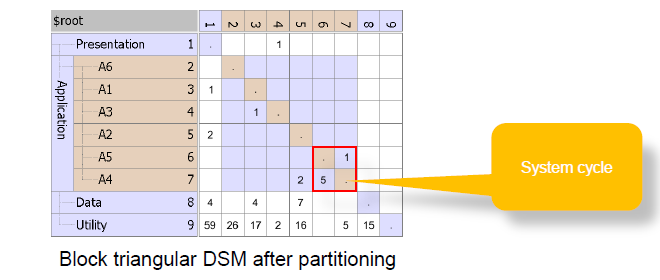 $root 1 2 3 4 5 6 7 8 9
Presentation 1 . 1
Application
A6 2 .
A1 3 1 .
A3 4 1 .
A2 5 2 .
A5 6 . 1
A4 7 2 5 .
Data 8 4 4 7 .
Utility 9 59 26 17 2 16 5 15 .
System cycle
Block triangular DSM after partitioning